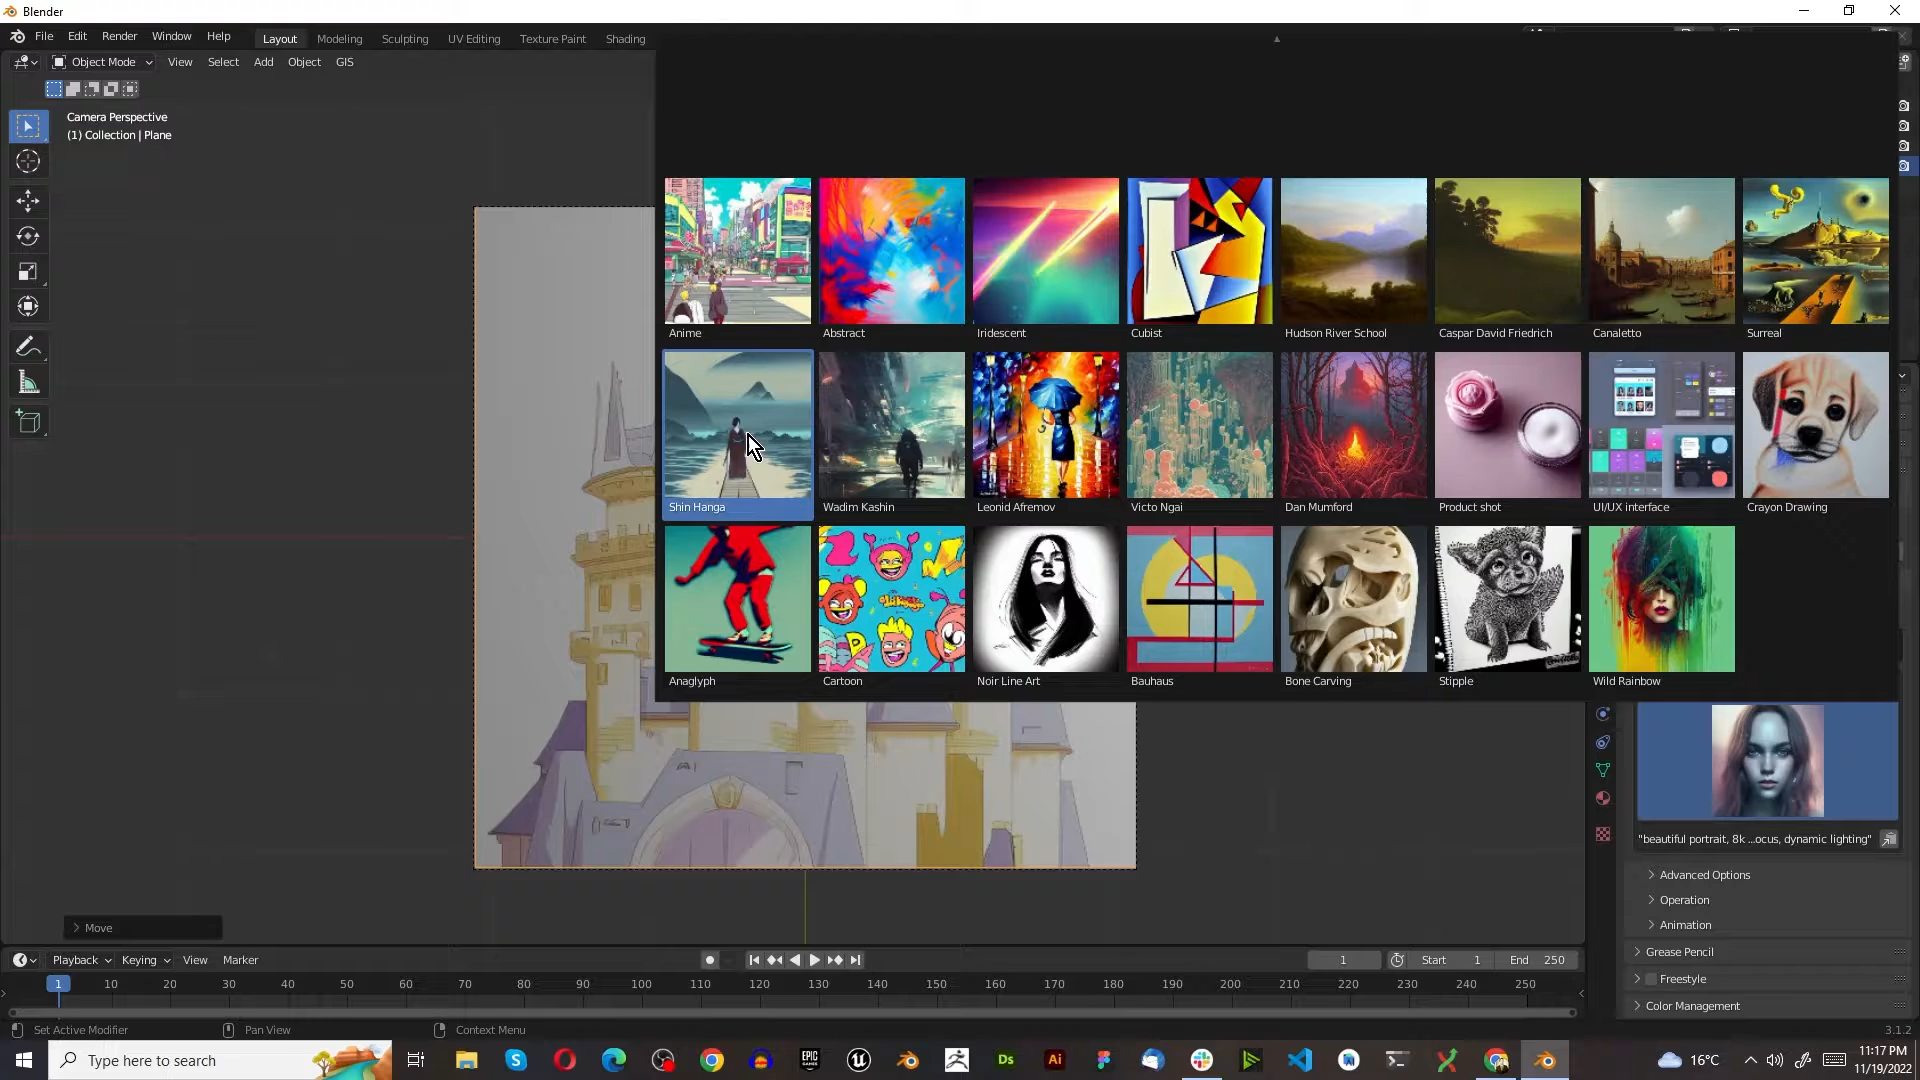 Blender
File Edit Render Window Help
Layout Modeling Sculpting UV Editing Texture Paint Shading
Object Mode View Select Add Object GIS
Camera Perspective
(1) Collection | Plane
Anime Abstract Iridescent Cubist Hudson River School Caspar David Friedrich Canaletto Surreal
Shin Hanga Wadim Kashin Leonid Afremov Victo Ngai Dan Mumford Product shot UI/UX interface Crayon Drawing
Anaglyph Cartoon Noir Line Art Bauhaus Bone Carving Stipple Wild Rainbow
"beautiful portrait, 8k ...ocus, dynamic lighting"
Advanced Options
Operation
Animation
Grease Pencil
Freestyle
Color Management
Move
Playback Keying View Marker 1 Start 1 End 250
1 10 20 30 40 50 60 70 80 90 100 110 120 130 140 150 160 170 180 190 200 210 220 230 240 250
Set Active Modifier Pan View Context Menu 3.1.2
Type here to search EPIC GAMES Ds Ai 16°C 11:17 PM
11/19/2022